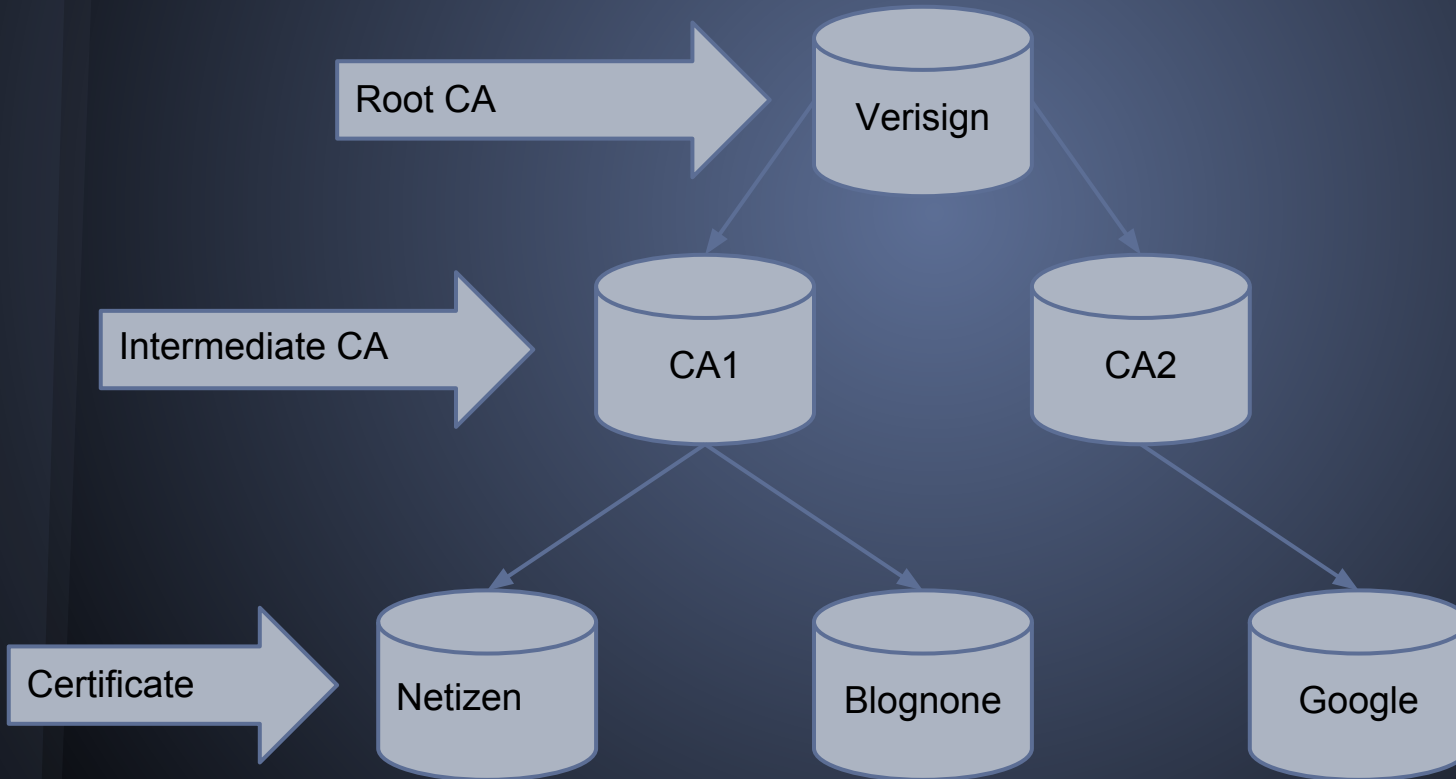 Root CA
Verisign
Intermediate CA
CA1
CA2
Certificate
Netizen
Blognone
Google